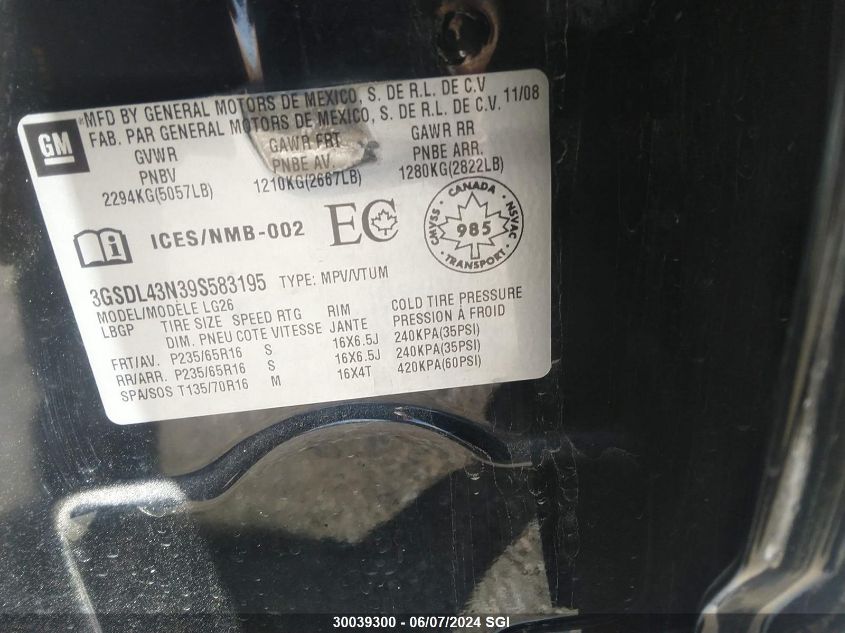 MFD BY GENERAL MOTORS DE MEXICO, S. DE R.L. DE C.V
FAB. PAR GENERAL MOTORS DE MEXICO, S. DE R.L. DE C.V. 11/08
GM
GVWR GAWR FRT GAWR RR
PNBV PNBE AV. PNBE ARR.
2294KG(5057LB) 1210KG(2667LB) 1280KG(2822LB)
ICES/NMB-002 EC
CANADA
CMVSS 985 NSVAC
TRANSPORT
3GSDL43N39S583195 TYPE: MPV/VTUM
MODEL/MODÈLE LG26
LBGP TIRE SIZE SPEED RTG RIM COLD TIRE PRESSURE
DIM. PNEU COTE VITESSE JANTE PRESSION À FROID
FRT/AV. P235/65R16 S 16X6.5J 240KPA(35PSI)
RR/ARR. P235/65R16 S 16X6.5J 240KPA(35PSI)
SPA/SOS T135/70R16 M 16X4T 420KPA(60PSI)
30039300 - 06/07/2024 SGI